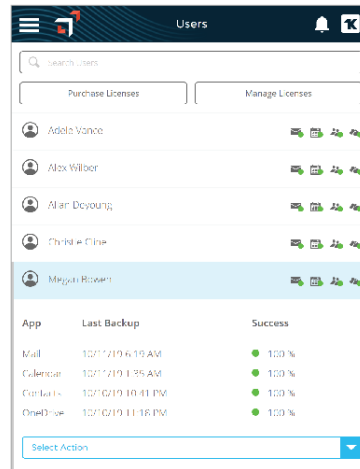 Users
Search Users
Purchase Licenses Manage Licenses
Adele Vance
Alex Wilber
Allan Deyoung
Christie Cline
Megan Bowen
App Last Backup Success
Mail 10/11/19 6:19 AM 100 %
Calendar 10/11/19 1:35 AM 100 %
Contacts 10/10/19 10:41 PM 100 %
OneDrive 10/10/19 11:18 PM 100 %
Select Action